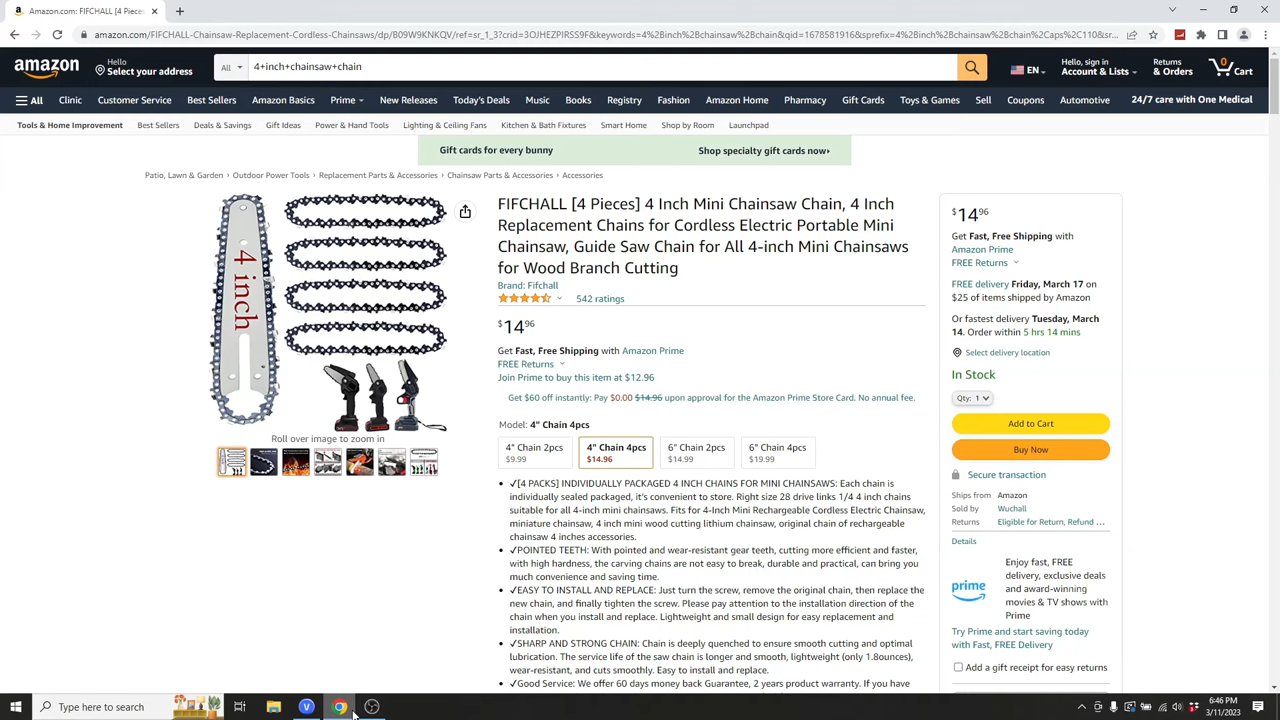 Amazon.com: FIFCHALL [4 Pieces
amazon.com/FIFCHALL-Chainsaw-Replacement-Cordless-Chainsaws/dp/B09W9KNKQV/ref=sr_1_3?crid=3OJHEZPIRSS9F&keywords=4%2Binch%2Bchainsaw%2Bchain&qid=1678581916&sprefix=4%2Binch%2Bchainsaw%2Bchain%2Caps%2C110&sr...
amazon
Hello
Select your address
All
4+inch+chainsaw+chain
EN
Hello, sign in
Account & Lists
Returns
& Orders
0
Cart
All Clinic Customer Service Best Sellers Amazon Basics Prime New Releases Today's Deals Music Books Registry Fashion Amazon Home Pharmacy Gift Cards Toys & Games Sell Coupons Automotive 24/7 care with One Medical
Tools & Home Improvement Best Sellers Deals & Savings Gift Ideas Power & Hand Tools Lighting & Ceiling Fans Kitchen & Bath Fixtures Smart Home Shop by Room Launchpad
Gift cards for every bunny Shop specialty gift cards now›
Patio, Lawn & Garden › Outdoor Power Tools › Replacement Parts & Accessories › Chainsaw Parts & Accessories › Accessories
4 inch
Roll over image to zoom in
FIFCHALL [4 Pieces] 4 Inch Mini Chainsaw Chain, 4 Inch
Replacement Chains for Cordless Electric Portable Mini
Chainsaw, Guide Saw Chain for All 4-inch Mini Chainsaws
for Wood Branch Cutting
Brand: Fifchall
542 ratings
$14 96
Get Fast, Free Shipping with Amazon Prime
FREE Returns
Join Prime to buy this item at $12.96
Get $60 off instantly: Pay $0.00 $14.96 upon approval for the Amazon Prime Store Card. No annual fee.
Model: 4" Chain 4pcs
4" Chain 2pcs 4" Chain 4pcs 6" Chain 2pcs 6" Chain 4pcs
$9.99 $14.96 $14.99 $19.99
• ✓[4 PACKS] INDIVIDUALLY PACKAGED 4 INCH CHAINS FOR MINI CHAINSAWS: Each chain is
individually sealed packaged, it's convenient to store. Right size 28 drive links 1/4 4 inch chains
suitable for all 4-inch mini chainsaws. Fits for 4-Inch Mini Rechargeable Cordless Electric Chainsaw,
miniature chainsaw, 4 inch mini wood cutting lithium chainsaw, original chain of rechargeable
chainsaw 4 inches accessories.
• ✓POINTED TEETH: With pointed and wear-resistant gear teeth, cutting more efficient and faster,
with high hardness, the carving chains are not easy to break, durable and practical, can bring you
much convenience and saving time.
• ✓EASY TO INSTALL AND REPLACE: Just turn the screw, remove the original chain, then replace the
new chain, and finally tighten the screw. Please pay attention to the installation direction of the
chain when you install and replace. Lightweight and small design for easy replacement and
installation.
• ✓SHARP AND STRONG CHAIN: Chain is deeply quenched to ensure smooth cutting and optimal
lubrication. The service life of the saw chain is longer and smooth, lightweight (only 1.8ounces),
wear-resistant, and cuts smoothly. Easy to install and replace.
• ✓Good Service: We offer 60 days money back Guarantee, 2 years product warranty. If you have
$14 96
Get Fast, Free Shipping with
Amazon Prime
FREE Returns
FREE delivery Friday, March 17 on
$25 of items shipped by Amazon
Or fastest delivery Tuesday, March
14. Order within 5 hrs 14 mins
Select delivery location
In Stock
Qty: 1
Add to Cart
Buy Now
Secure transaction
Ships from Amazon
Sold by Wuchall
Returns Eligible for Return, Refund ...
Details
prime
Enjoy fast, FREE
delivery, exclusive deals
and award-winning
movies & TV shows with
Prime
Try Prime and start saving today
with Fast, FREE Delivery
Add a gift receipt for easy returns
Type here to search
6:46 PM
3/11/2023